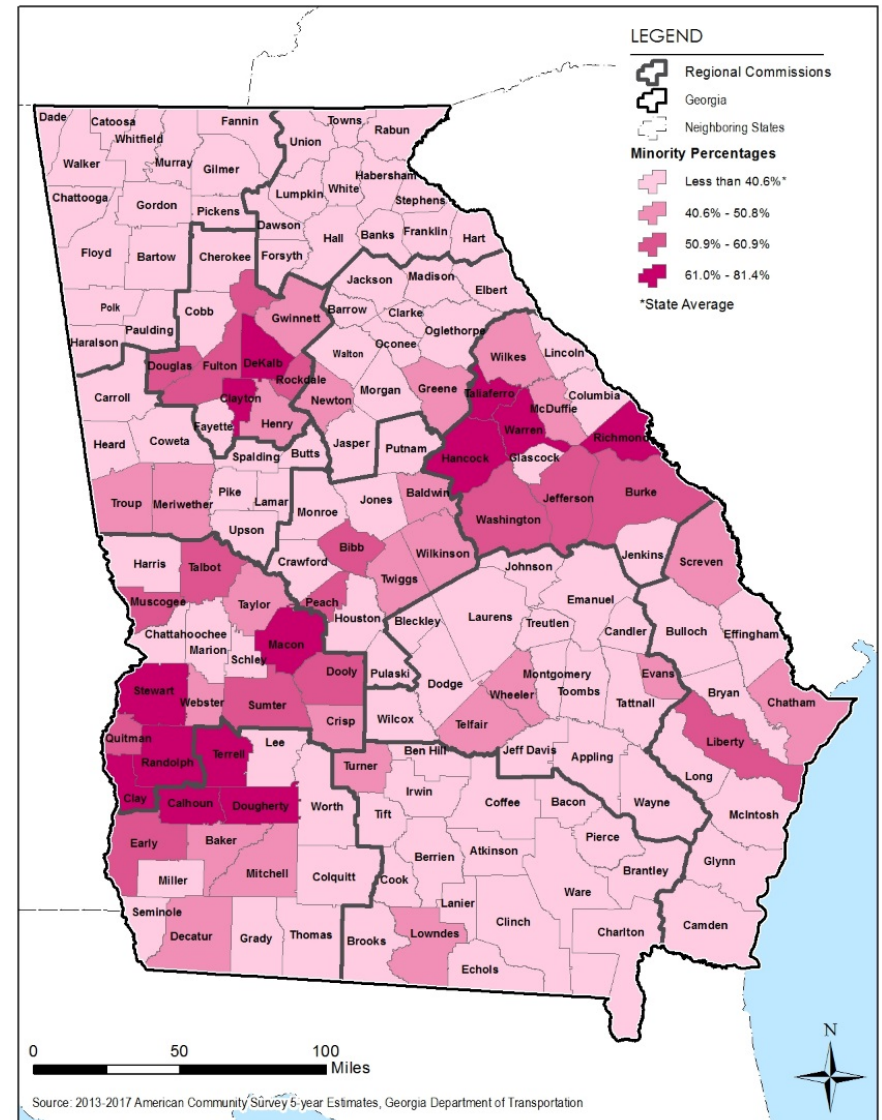 LEGEND
Regional Commissions
Georgia
Neighboring States
Minority Percentages
Less than 40.6%*
40.6% - 50.8%
50.9% - 60.9%
61.0% - 81.4%
*State Average
Dade
Catoosa
Whitfield
Fannin
Towns
Union
Rabun
Walker
Murray
Gilmer
Habersham
White
Lumpkin
Stephens
Chattooga
Gordon
Pickens
Dawson
Hall
Banks
Franklin
Hart
Floyd
Bartow
Cherokee
Forsyth
Jackson
Madison
Elbert
Polk
Cobb
Gwinnett
Barrow
Clarke
Paulding
Oglethorpe
Haralson
Oconee
Walton
Wilkes
Lincoln
Douglas
Fulton
DeKalb
Rockdale
Morgan
Greene
Taliaferro
Columbia
Carroll
Clayton
Newton
McDuffie
Fayette
Henry
Warren
Richmond
Heard
Coweta
Spalding
Butts
Jasper
Putnam
Hancock
Glascock
Troup
Meriwether
Pike
Lamar
Monroe
Jones
Baldwin
Jefferson
Burke
Washington
Upson
Harris
Talbot
Crawford
Bibb
Twiggs
Wilkinson
Johnson
Jenkins
Screven
Muscogee
Taylor
Peach
Houston
Bleckley
Laurens
Emanuel
Treutlen
Candler
Bulloch
Effingham
Chattahoochee
Marion
Schley
Macon
Pulaski
Dooly
Dodge
Montgomery
Wheeler
Toombs
Evans
Tattnall
Bryan
Chatham
Stewart
Webster
Sumter
Crisp
Wilcox
Telfair
Liberty
Quitman
Randolph
Terrell
Lee
Turner
Ben Hill
Jeff Davis
Appling
Long
Clay
Calhoun
Dougherty
Worth
Irwin
Tift
Coffee
Bacon
Wayne
McIntosh
Early
Baker
Mitchell
Miller
Colquitt
Cook
Berrien
Atkinson
Pierce
Brantley
Glynn
Ware
Seminole
Decatur
Grady
Thomas
Brooks
Lowndes
Lanier
Clinch
Echols
Charlton
Camden
N
0 50 100
Miles
Source: 2013-2017 American Community Survey 5-year Estimates, Georgia Department of Transportation